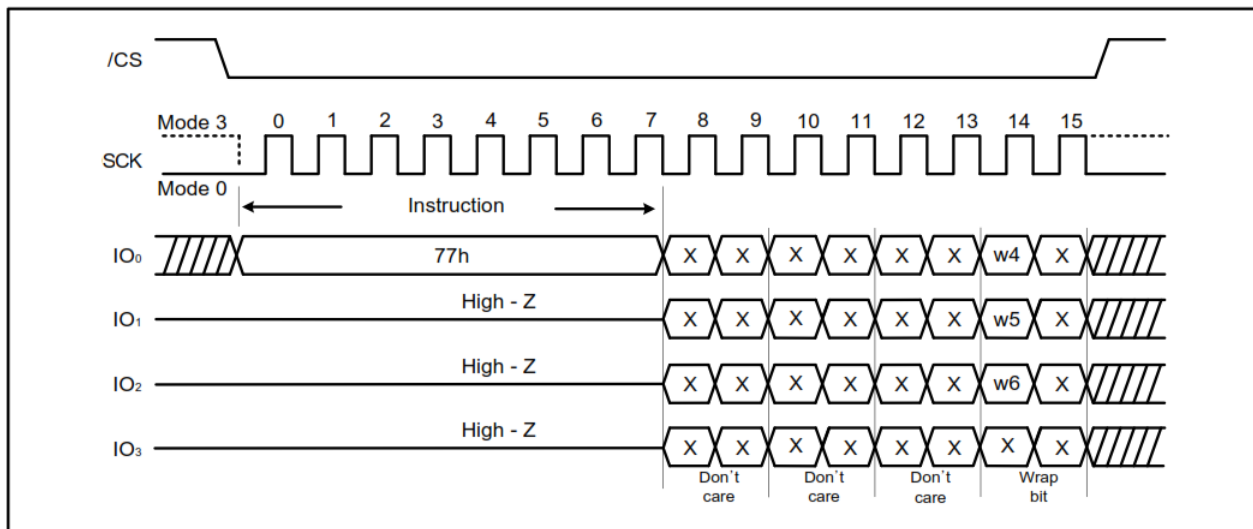 /CS
Mode 3 0 1 2 3 4 5 6 7 8 9 10 11 12 13 14 15
SCK
Mode 0
Instruction
IO₀ 77h X X X X X X w4 X
High - Z
IO₁ X X X X X X w5 X
High - Z
IO₂ X X X X X X w6 X
High - Z
IO₃ X X X X X X X X
Don't Don't Don't Wrap
care care care bit